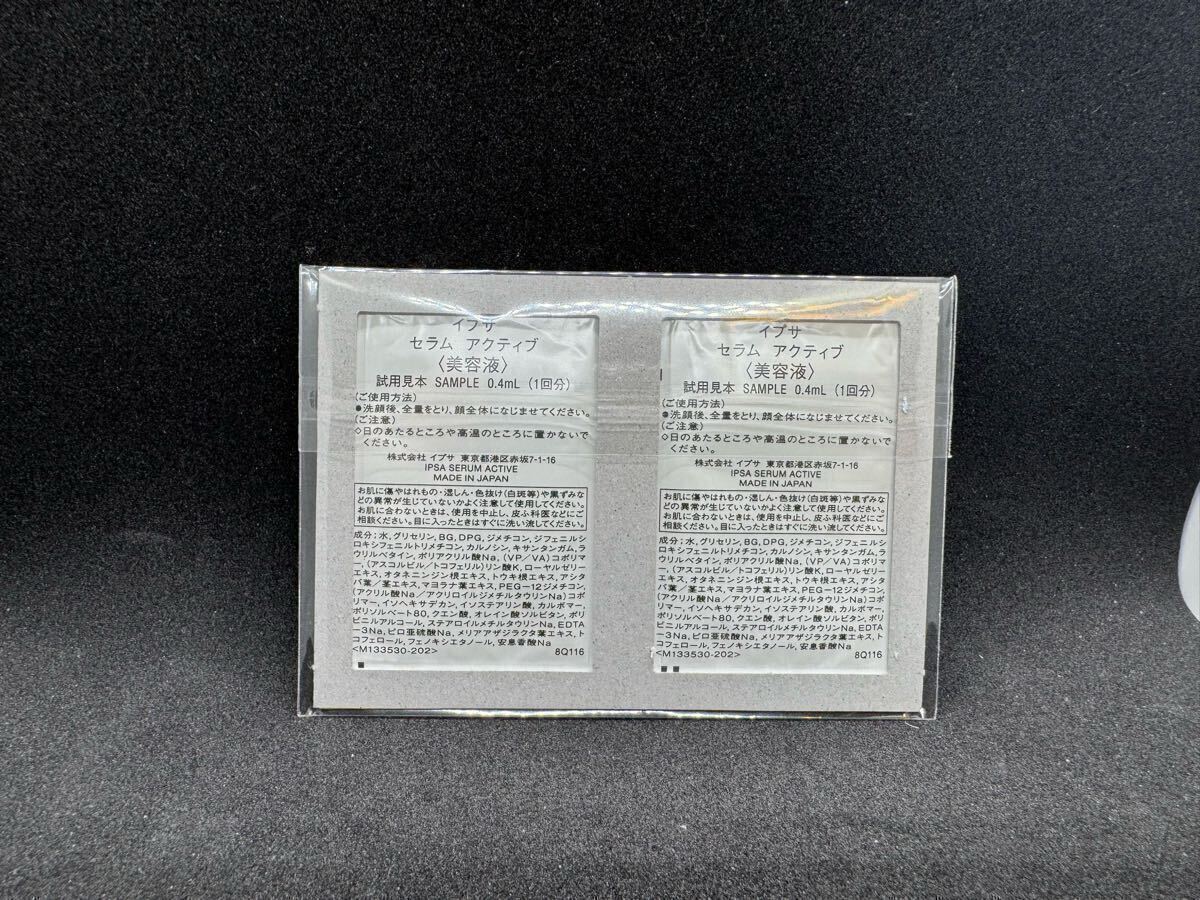 イプサ
セラム アクティブ
〈美容液〉
試用見本 SAMPLE 0.4mL (1回分)
〈ご使用方法〉
●洗顔後、全量をとり、顔全体になじませてください。
〈ご注意〉
◇日のあたるところや高温のところに置かないで
ください。
株式会社 イプサ 東京都港区赤坂7-1-16
IPSA SERUM ACTIVE
MADE IN JAPAN
お肌に傷やはれもの・湿しん・色抜け(白斑等)や黒ずみな
どの異常が生じていないかよく注意して使用してください。
お肌に合わないときは、使用を中止し、皮ふ科医などにご
相談ください。目に入ったときはすぐに洗い流してください。
成分;水,グリセリン,BG,DPG,ジメチコン,ジフェニルシ
ロキシフェニルトリメチコン,カルノシン,キサンタンガム,ラ
ウリルベタイン,ポリアクリル酸Na,(VP/VA)コポリマ
ー,(アスコルビル/トコフェリル)リン酸K,ローヤルゼリー
エキス,オタネニンジン根エキス,トウキ根エキス,アシタ
バ葉/茎エキス,マヨラナ葉エキス,PEG-12ジメチコン,
(アクリル酸Na/アクリロイルジメチルタウリンNa)コポ
リマー,イソヘキサデカン,イソステアリン酸,カルボマー,
ポリソルベート80,クエン酸,オレイン酸ソルビタン,ポリ
ビニルアルコール,ステアロイルメチルタウリンNa,EDTA
-3Na,ピロ亜硫酸Na,メリアアザジラクタ葉エキス,ト
コフェロール,フェノキシエタノール,安息香酸Na
<M133530-202> 8Q116
イプサ
セラム アクティブ
〈美容液〉
試用見本 SAMPLE 0.4mL (1回分)
〈ご使用方法〉
●洗顔後、全量をとり、顔全体になじませてください。
〈ご注意〉
◇日のあたるところや高温のところに置かないで
ください。
株式会社 イプサ 東京都港区赤坂7-1-16
IPSA SERUM ACTIVE
MADE IN JAPAN
お肌に傷やはれもの・湿しん・色抜け(白斑等)や黒ずみな
どの異常が生じていないかよく注意して使用してください。
お肌に合わないときは、使用を中止し、皮ふ科医などにご
相談ください。目に入ったときはすぐに洗い流してください。
成分;水,グリセリン,BG,DPG,ジメチコン,ジフェニルシ
ロキシフェニルトリメチコン,カルノシン,キサンタンガム,ラ
ウリルベタイン,ポリアクリル酸Na,(VP/VA)コポリマ
ー,(アスコルビル/トコフェリル)リン酸K,ローヤルゼリー
エキス,オタネニンジン根エキス,トウキ根エキス,アシタ
バ葉/茎エキス,マヨラナ葉エキス,PEG-12ジメチコン,
(アクリル酸Na/アクリロイルジメチルタウリンNa)コポ
リマー,イソヘキサデカン,イソステアリン酸,カルボマー,
ポリソルベート80,クエン酸,オレイン酸ソルビタン,ポリ
ビニルアルコール,ステアロイルメチルタウリンNa,EDTA
-3Na,ピロ亜硫酸Na,メリアアザジラクタ葉エキス,ト
コフェロール,フェノキシエタノール,安息香酸Na
<M133530-202> 8Q116